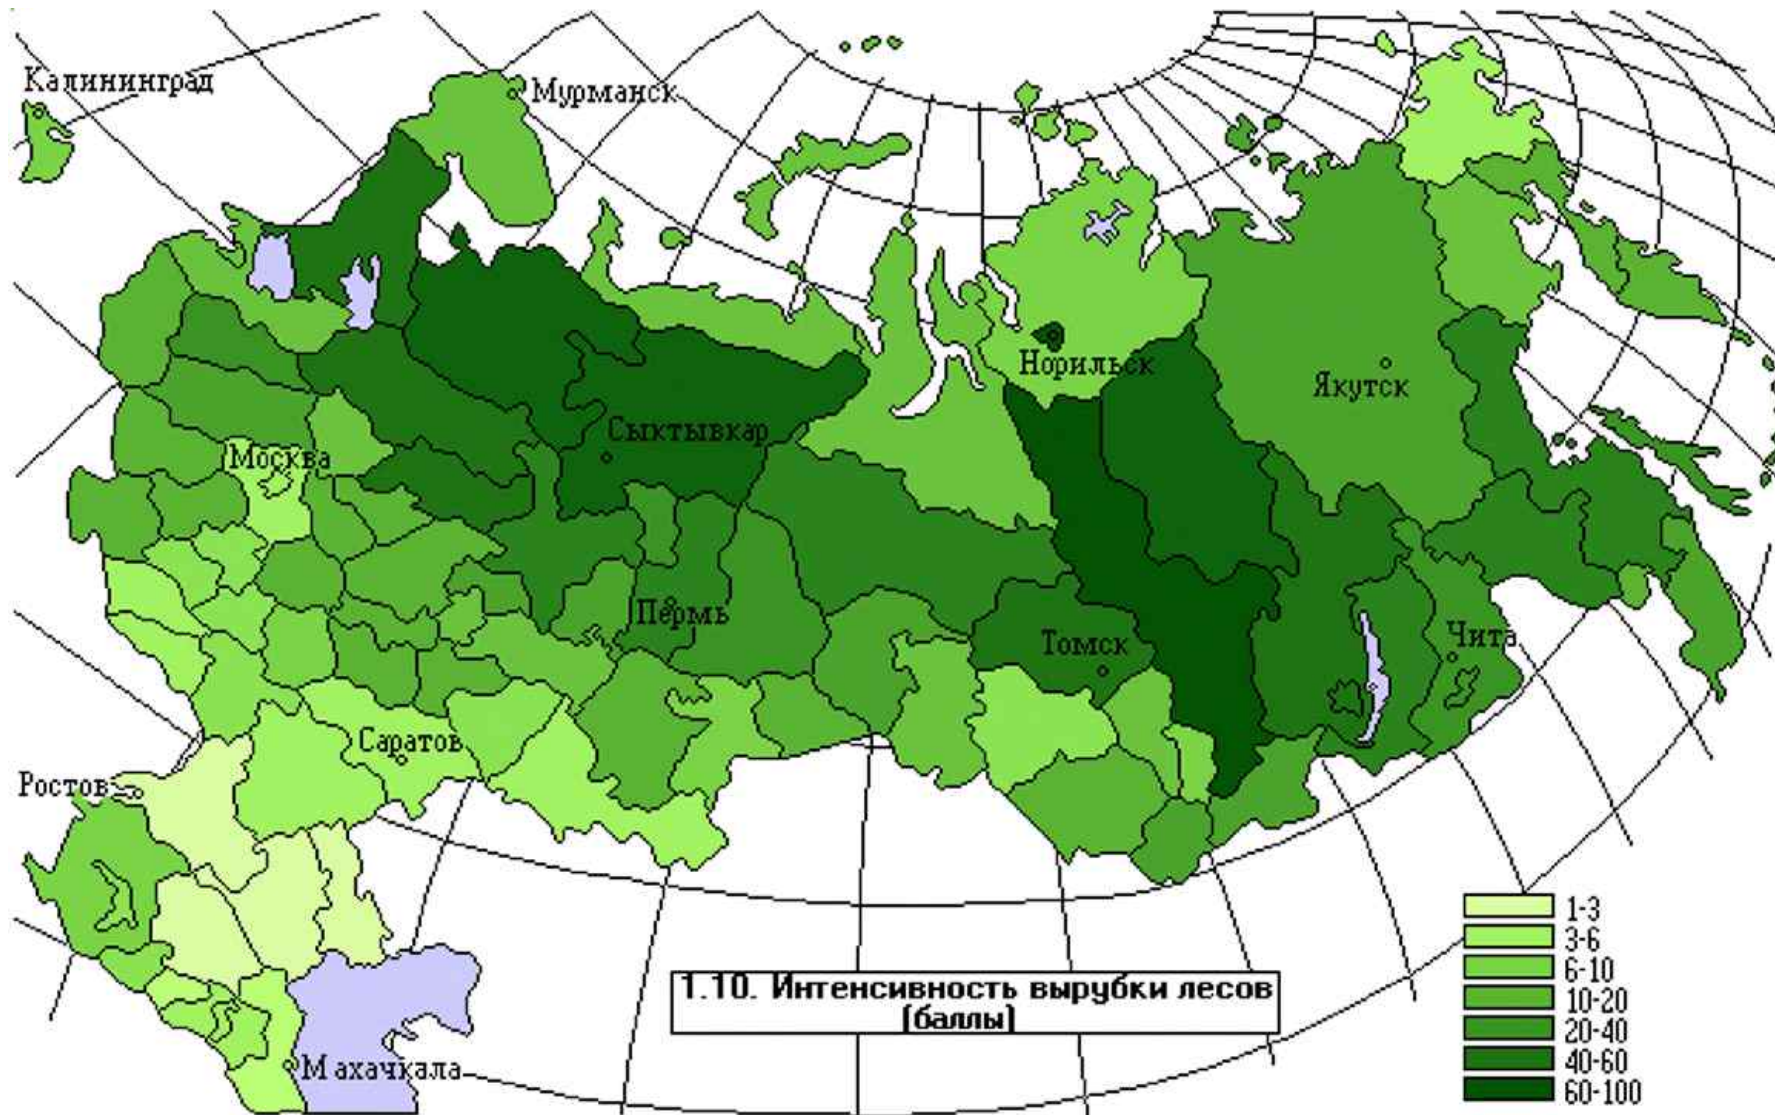 Калининград
Мурманск
Норильск
Якутск
Сыктывкар
Москва
Пермь
Томск
Чита
Саратов
Ростов
Махачкала
1.10. Интенсивность вырубки лесов
(баллы)
1-3
3-6
6-10
10-20
20-40
40-60
60-100